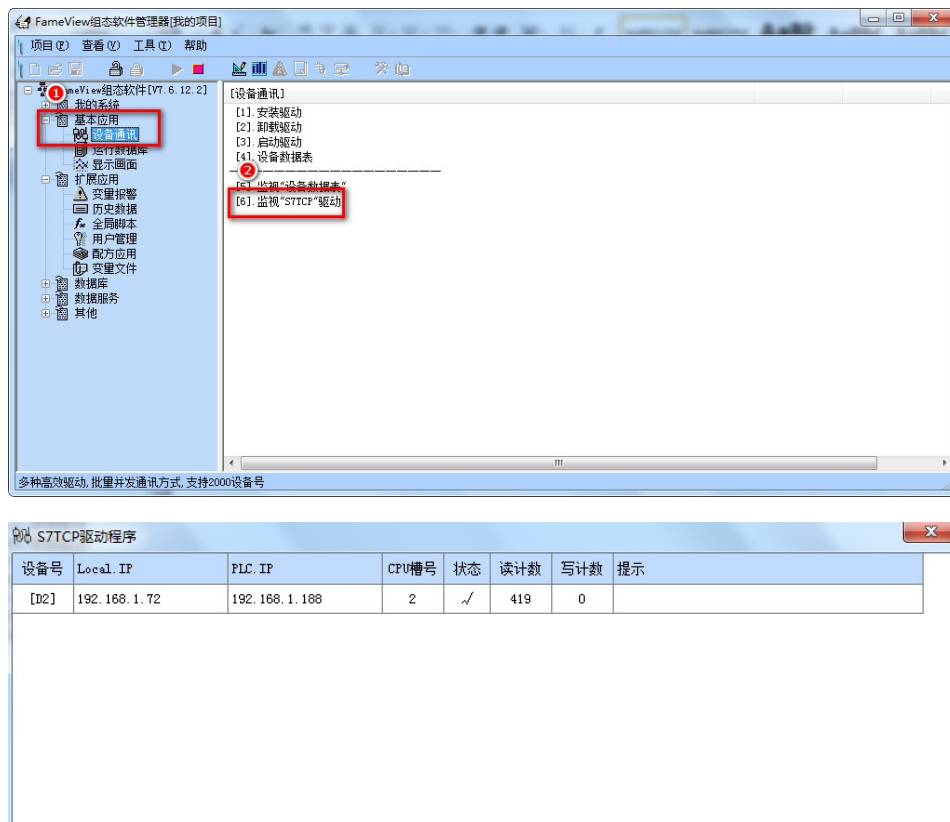 FameView组态软件管理器[我的项目]
项目(P) 查看(V) 工具(T) 帮助
1
meView组态软件[V7.6.12.2]
我的系统
基本应用
设备通讯
运行数据库
显示画面
扩展应用
变量报警
历史数据
全局脚本
用户管理
配方应用
变量文件
数据库
数据服务
其他
[设备通讯]
[1].安装驱动
[2].卸载驱动
[3].启动驱动
[4].设备数据表
2
[5].监视"设备数据表"
[6].监视"S7TCP"驱动
多种高效驱动,批里并发通讯方式,支持2000设备号
S7TCP驱动程序
设备号 Local.IP PLC.IP CPU槽号 状态 读计数 写计数 提示
[D2] 192.168.1.72 192.168.1.188 2 √ 419 0